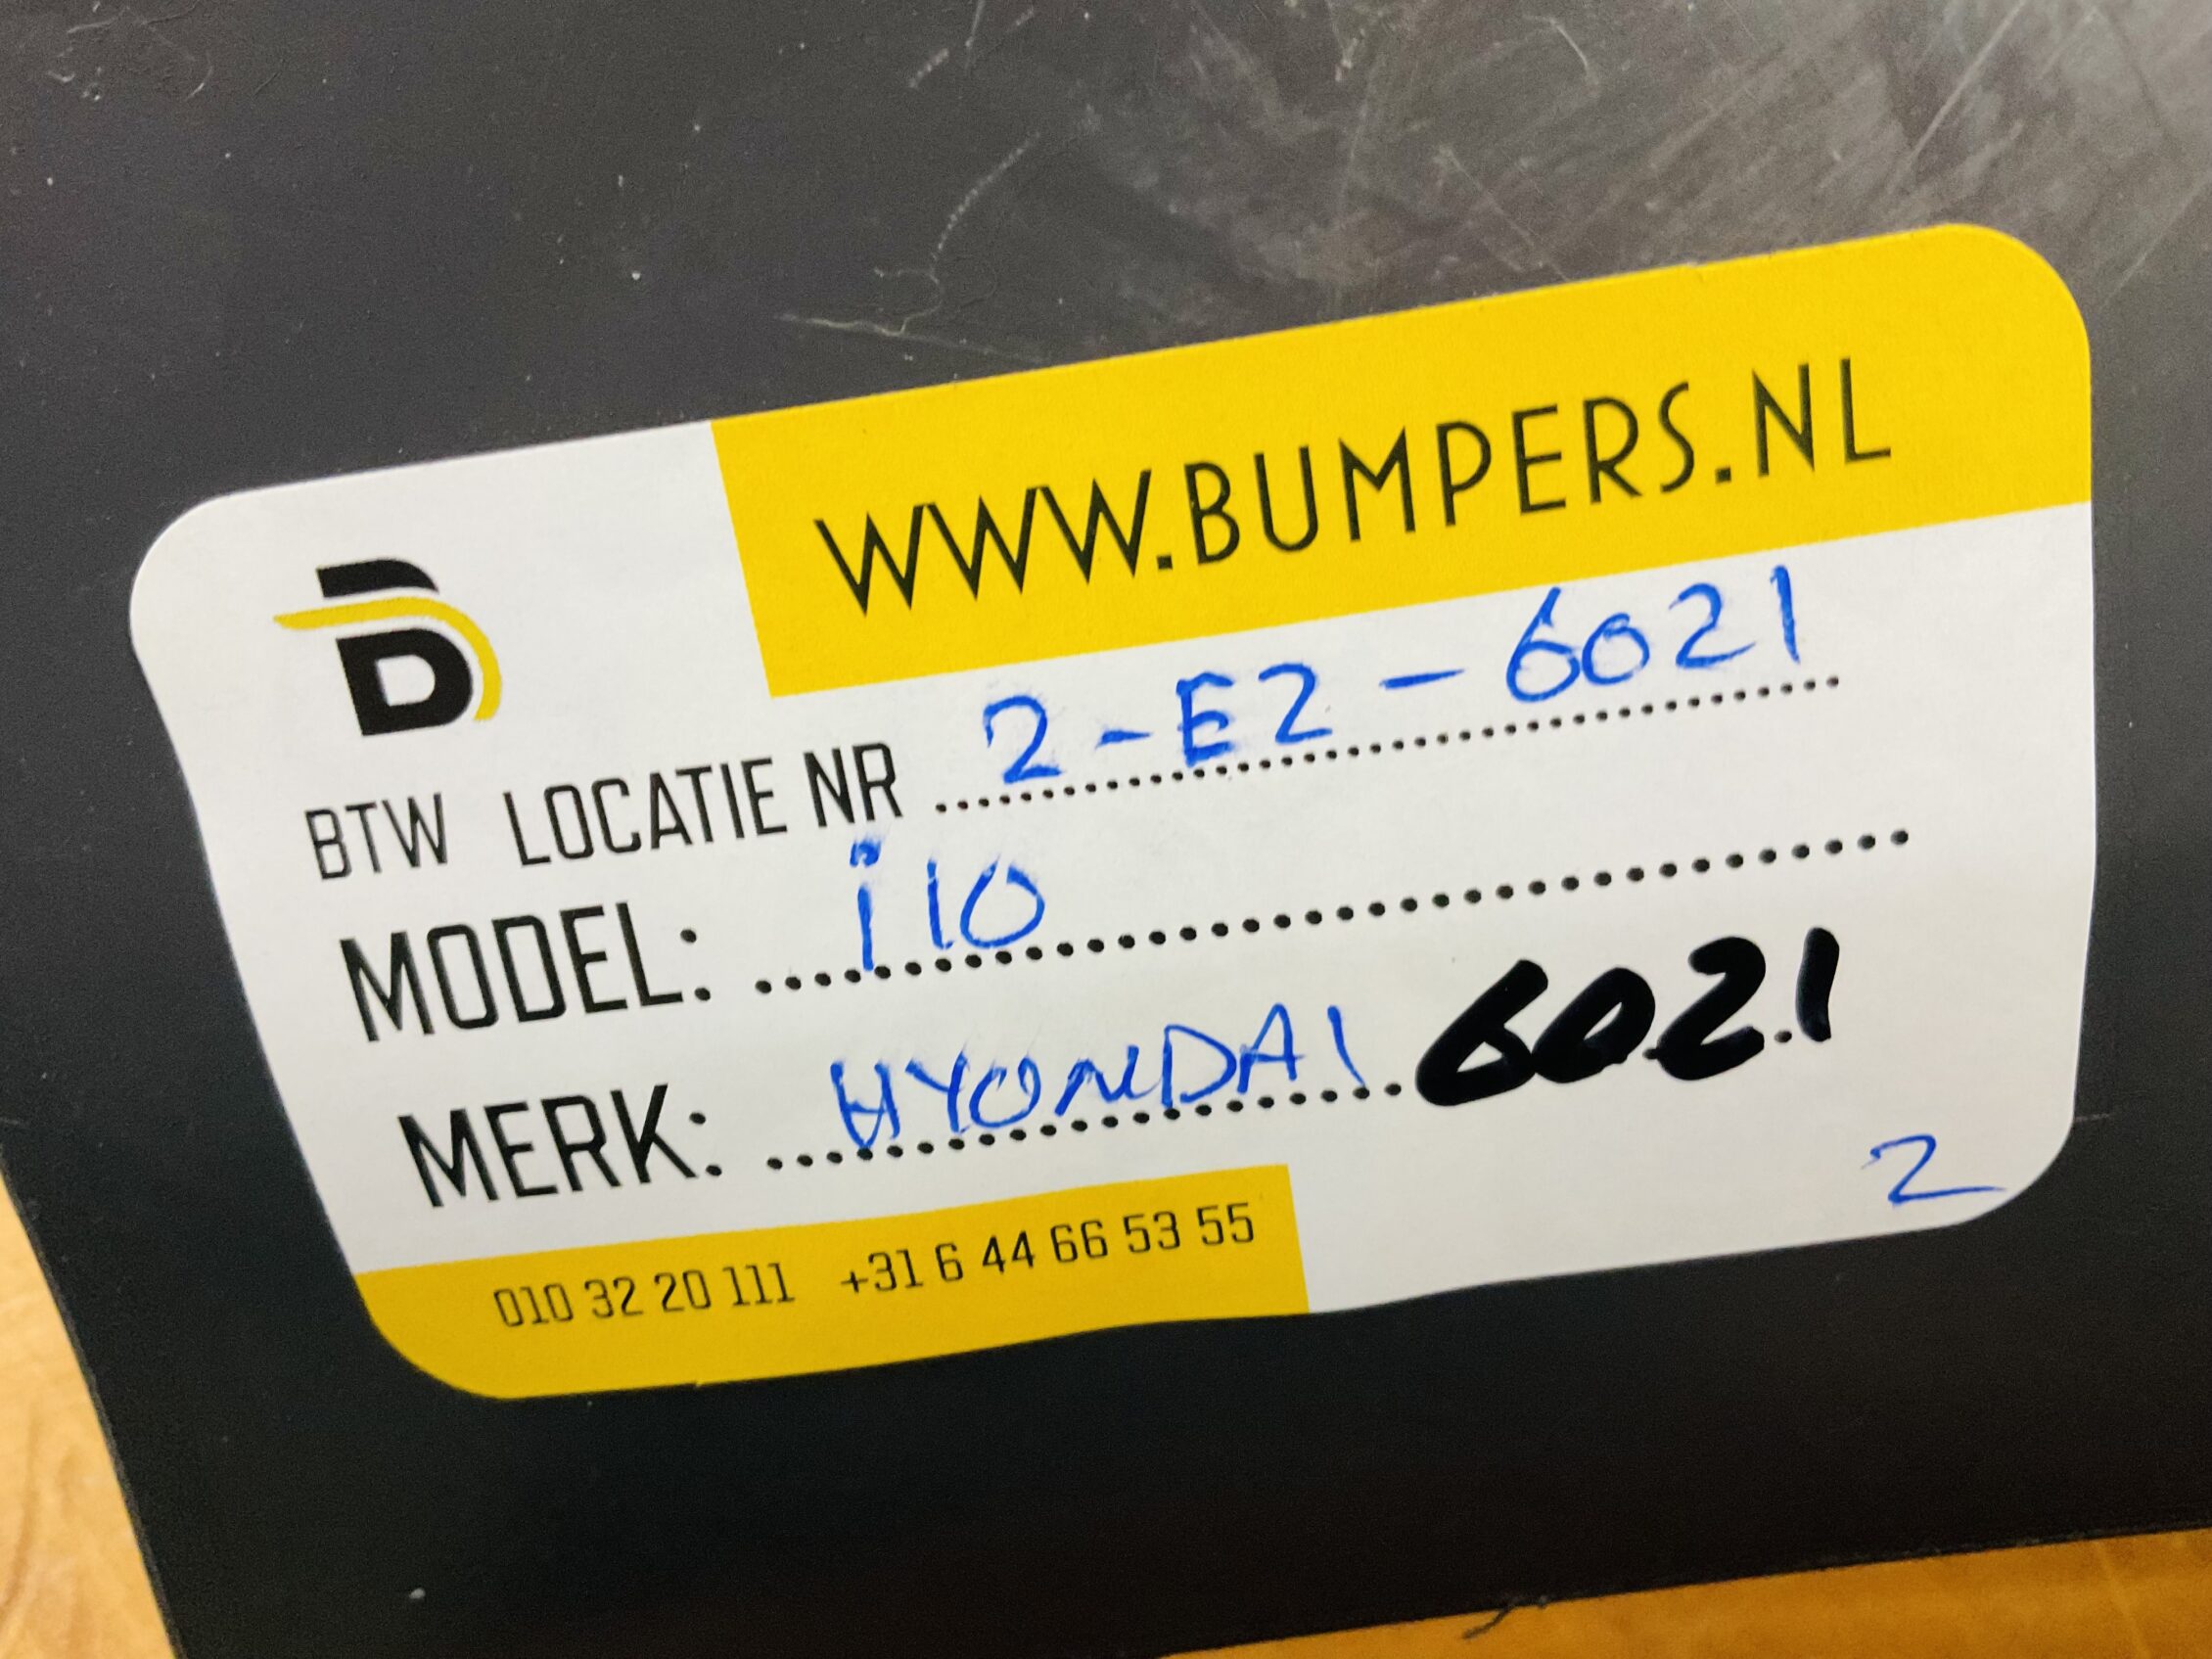 WWW.BUMPERS.NL
B
BTW LOCATIE NR 2-E2-6021
MODEL: i10
MERK: HYONDAI 6021
2
010 32 20 111 +31 6 44 66 53 55